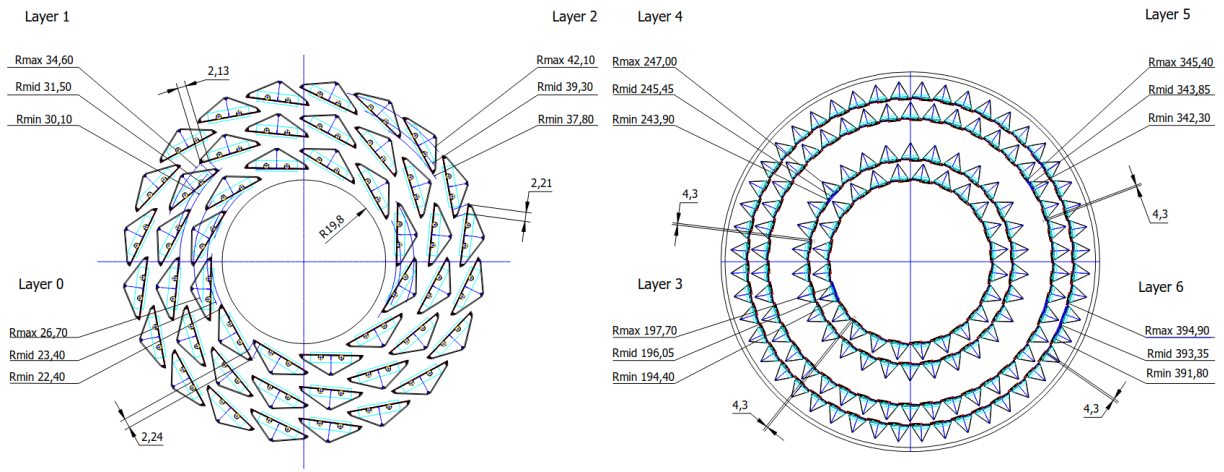 Layer 1
Layer 2
Rmax 34,60
Rmid 31,50
Rmin 30,10
2,13
Rmax 42,10
Rmid 39,30
Rmin 37,80
2,21
R19,8
Layer 0
Rmax 26,70
Rmid 23,40
Rmin 22,40
2,24
Layer 4
Layer 5
Rmax 247,00
Rmid 245,45
Rmin 243,90
Rmax 345,40
Rmid 343,85
Rmin 342,30
4,3
4,3
Layer 3
Layer 6
Rmax 197,70
Rmid 196,05
Rmin 194,40
Rmax 394,90
Rmid 393,35
Rmin 391,80
4,3
4,3